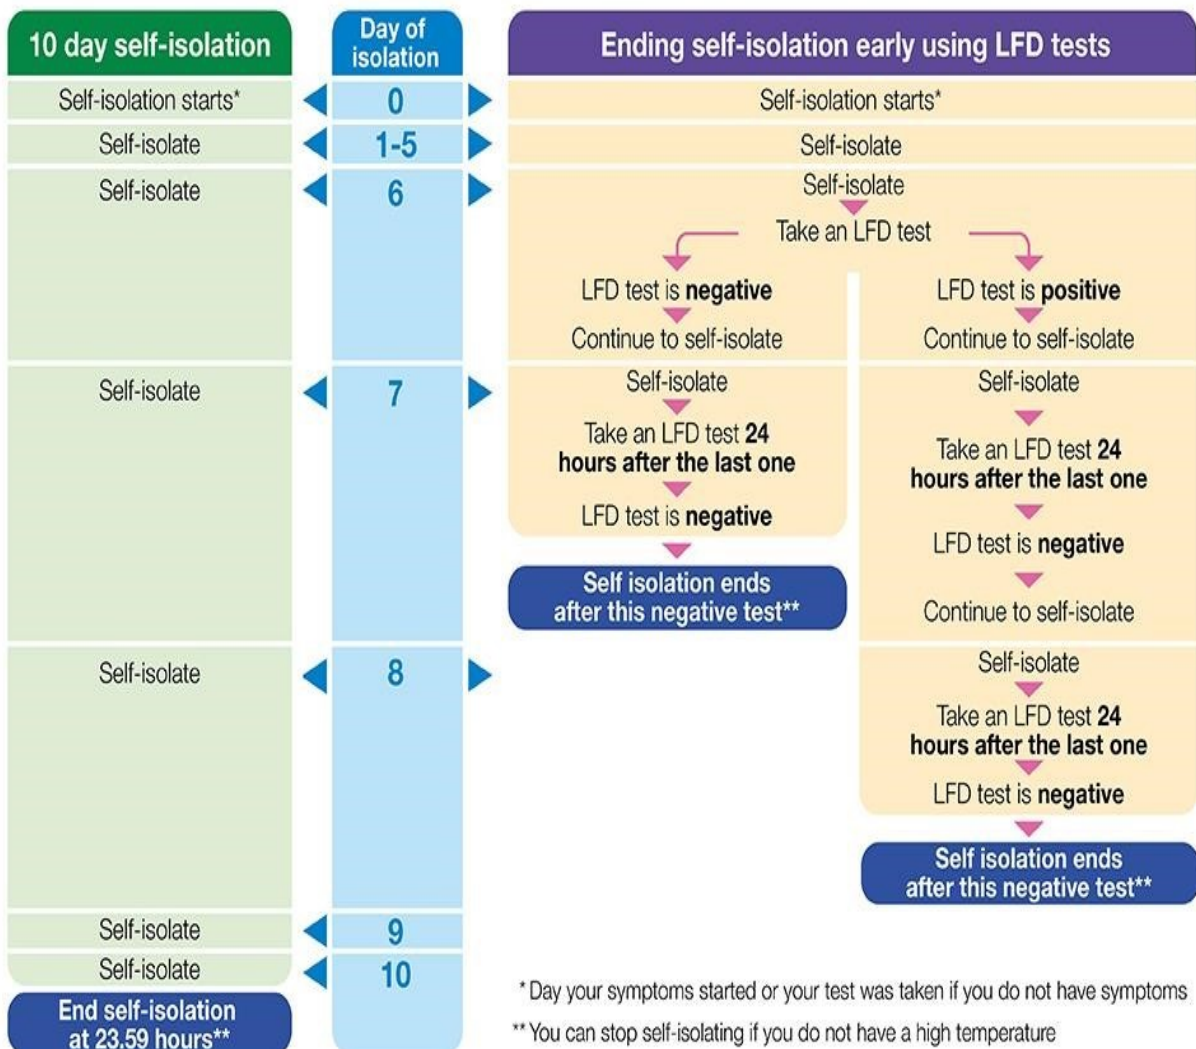 10 day self-isolation
Day of
isolation
Ending self-isolation early using LFD tests
Self-isolation starts*
0
Self-isolation starts*
Self-isolate
1-5
Self-isolate
Self-isolate
6
Self-isolate
Take an LFD test
LFD test is negative
Continue to self-isolate
LFD test is positive
Continue to self-isolate
Self-isolate
7
Self-isolate
Take an LFD test 24
hours after the last one
LFD test is negative
Self isolation ends
after this negative test**
Self-isolate
Take an LFD test 24
hours after the last one
LFD test is negative
Continue to self-isolate
Self-isolate
8
Self-isolate
Take an LFD test 24
hours after the last one
LFD test is negative
Self isolation ends
after this negative test**
Self-isolate
9
Self-isolate
10
End self-isolation
at 23.59 hours**
* Day your symptoms started or your test was taken if you do not have symptoms
** You can stop self-isolating if you do not have a high temperature